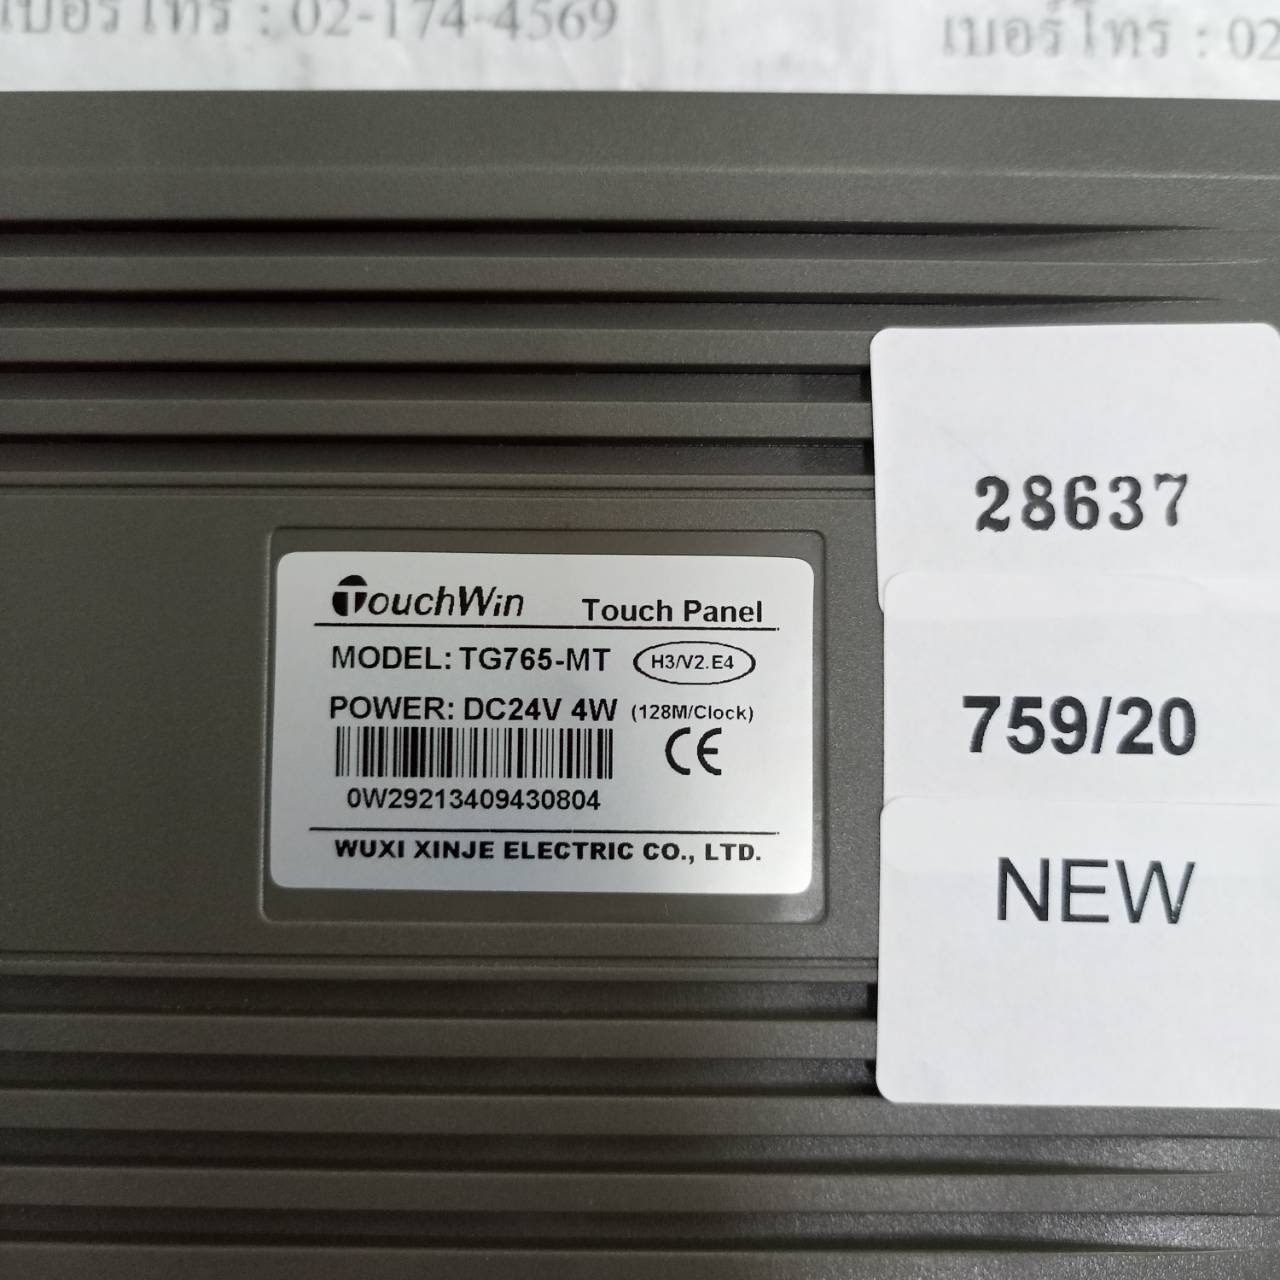 เบอร์โทร : 02-174-4569
เบอร์โทร : 02
28637
TouchWin Touch Panel
MODEL: TG765-MT H3/V2.E4
POWER: DC24V 4W (128M/Clock)
CE
0W29213409430804
WUXI XINJE ELECTRIC CO., LTD.
759/20
NEW